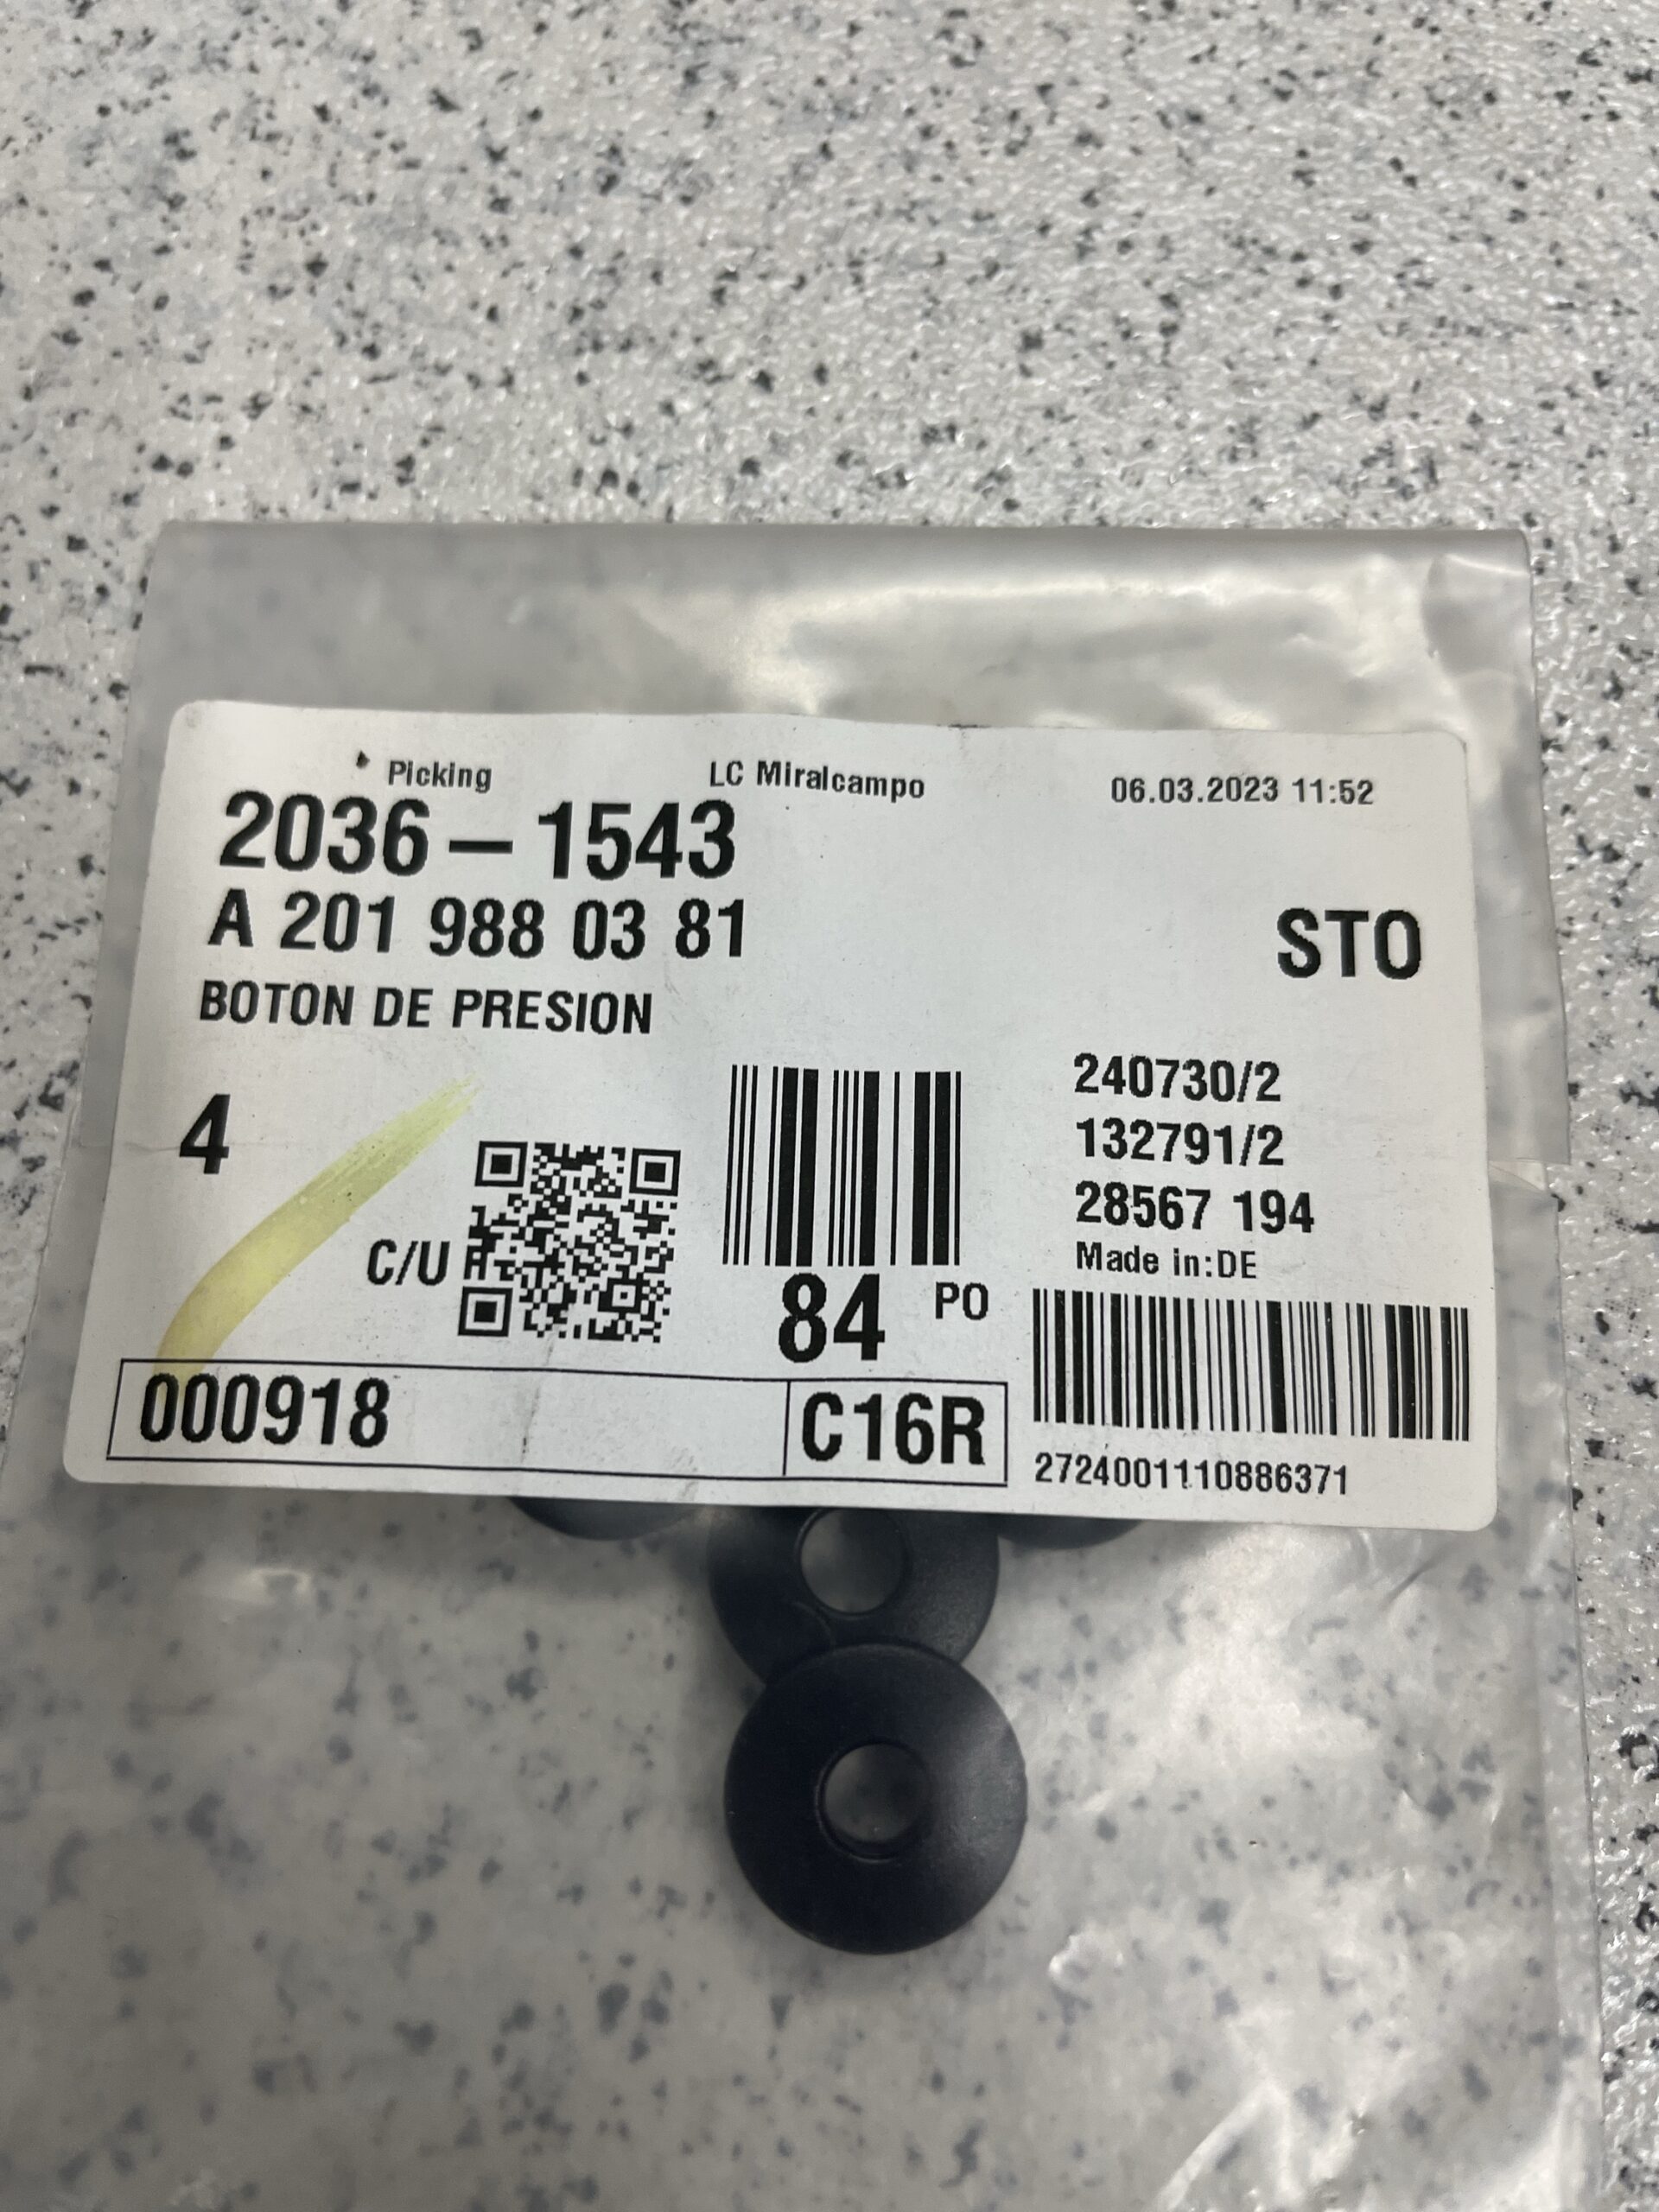 Picking LC Miralcampo 06.03.2023 11:52
2036 – 1543
A 201 988 03 81
STO
BOTON DE PRESION
4
C/U
84 PO
240730/2
132791/2
28567 194
Made in:DE
000918 C16R
2724001110886371